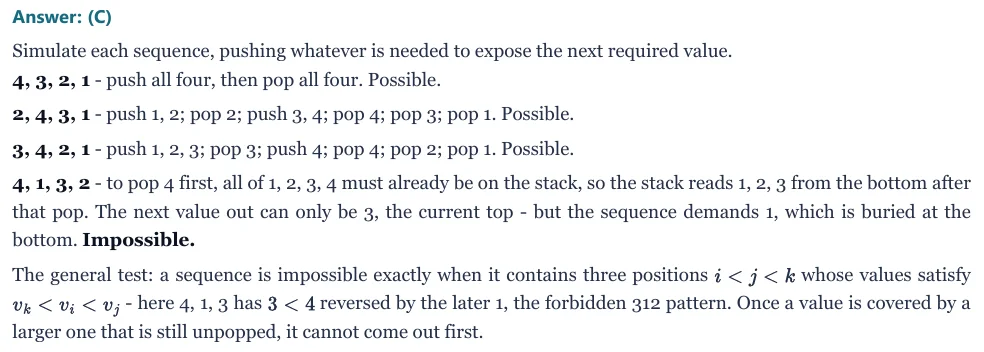 Answer: (C)
Simulate each sequence, pushing whatever is needed to expose the next required value.
4, 3, 2, 1 - push all four, then pop all four. Possible.
2, 4, 3, 1 - push 1, 2; pop 2; push 3, 4; pop 4; pop 3; pop 1. Possible.
3, 4, 2, 1 - push 1, 2, 3; pop 3; push 4; pop 4; pop 2; pop 1. Possible.
4, 1, 3, 2 - to pop 4 first, all of 1, 2, 3, 4 must already be on the stack, so the stack reads 1, 2, 3 from the bottom after
that pop. The next value out can only be 3, the current top - but the sequence demands 1, which is buried at the
bottom. Impossible.
The general test: a sequence is impossible exactly when it contains three positions i < j < k whose values satisfy
vₖ < vᵢ < vⱼ - here 4, 1, 3 has 3 < 4 reversed by the later 1, the forbidden 312 pattern. Once a value is covered by a
larger one that is still unpopped, it cannot come out first.